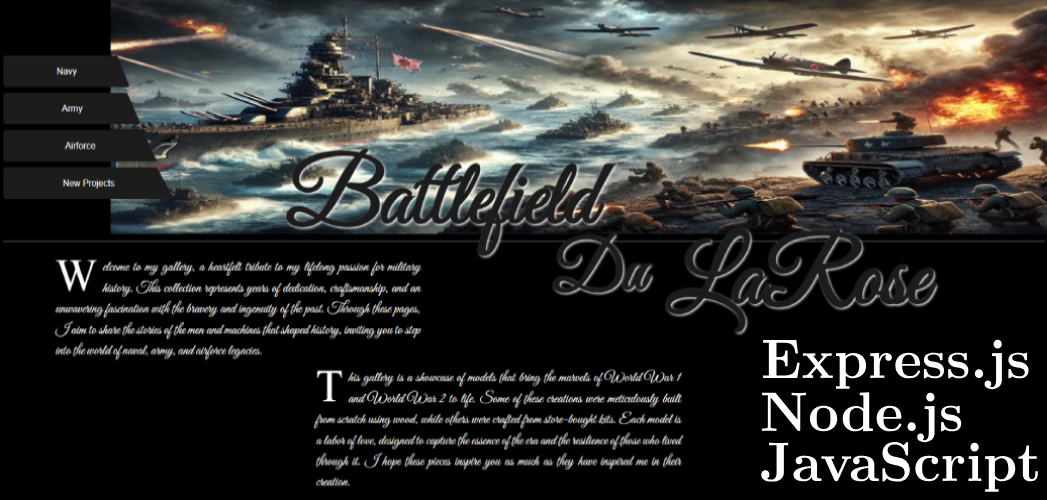 Navy
Army
Airforce
New Projects
Battlefield
Du LaRose
Welcome to my gallery, a heartfelt tribute to my lifelong passion for military
history. This collection represents years of dedication, craftsmanship, and an
unwavering fascination with the bravery and ingenuity of the past. Through these pages,
I aim to share the stories of the men and machines that shaped history, inviting you to step
into the world of naval, army, and airforce legacies.
This gallery is a showcase of models that bring the marvels of World War 1
and World War 2 to life. Some of these creations were meticulously built
from scratch using wood, while others were crafted from store-bought kits. Each model is
a labor of love, designed to capture the essence of the era and the resilience of those who lived
through it. I hope these pieces inspire you as much as they have inspired me in their
creation.
Express.js
Node.js
JavaScript